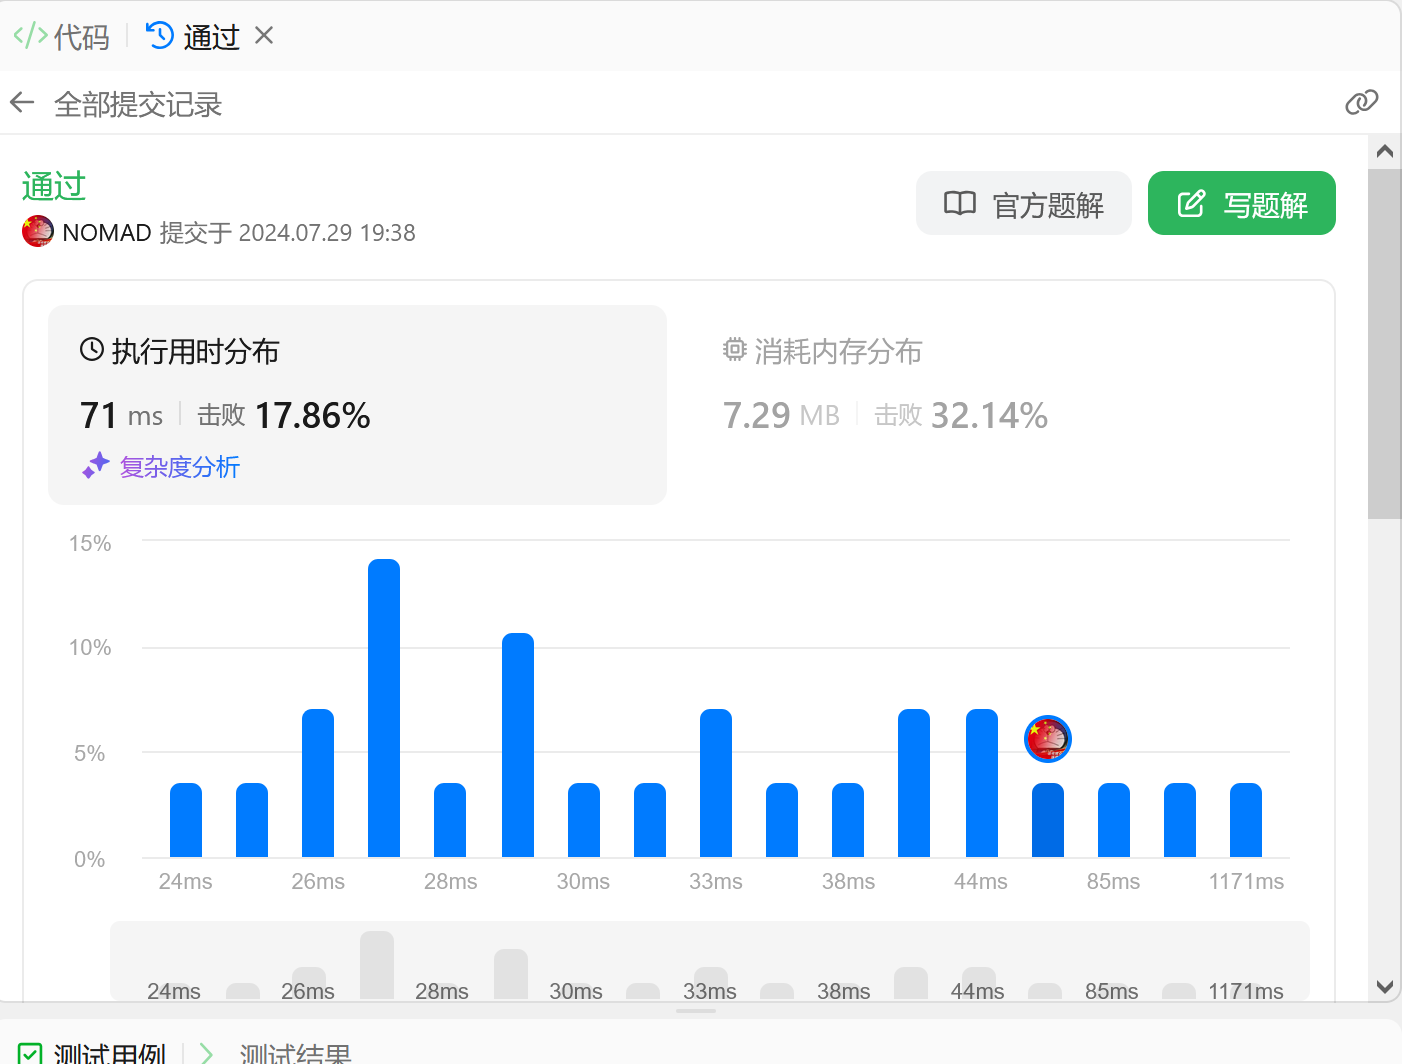 </> 代码 通过
全部提交记录
通过
NOMAD 提交于 2024.07.29 19:38
官方题解
写题解
执行用时分布
71 ms 击败 17.86%
复杂度分析
消耗内存分布
7.29 MB 击败 32.14%
15%
10%
5%
0%
24ms 26ms 28ms 30ms 33ms 38ms 44ms 85ms 1171ms
24ms 26ms 28ms 30ms 33ms 38ms 44ms 85ms 1171ms
测试用例 测试结果